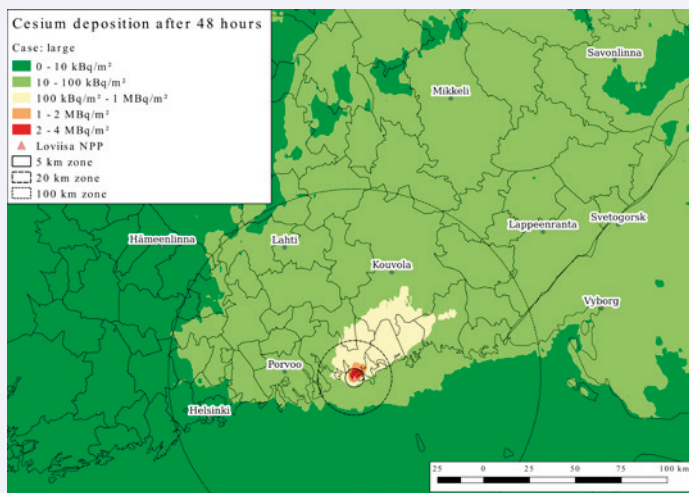 Cesium deposition after 48 hours
Case: large
0 - 10 kBq/m²
10 - 100 kBq/m²
100 kBq/m² - 1 MBq/m²
1 - 2 MBq/m²
2 - 4 MBq/m²
Loviisa NPP
5 km zone
20 km zone
100 km zone
Savonlinna
Mikkeli
Svetogorsk
Lappeenranta
Hämeenlinna
Lahti
Kouvola
Vyborg
Porvoo
Helsinki
25 0 25 50 75 100 km